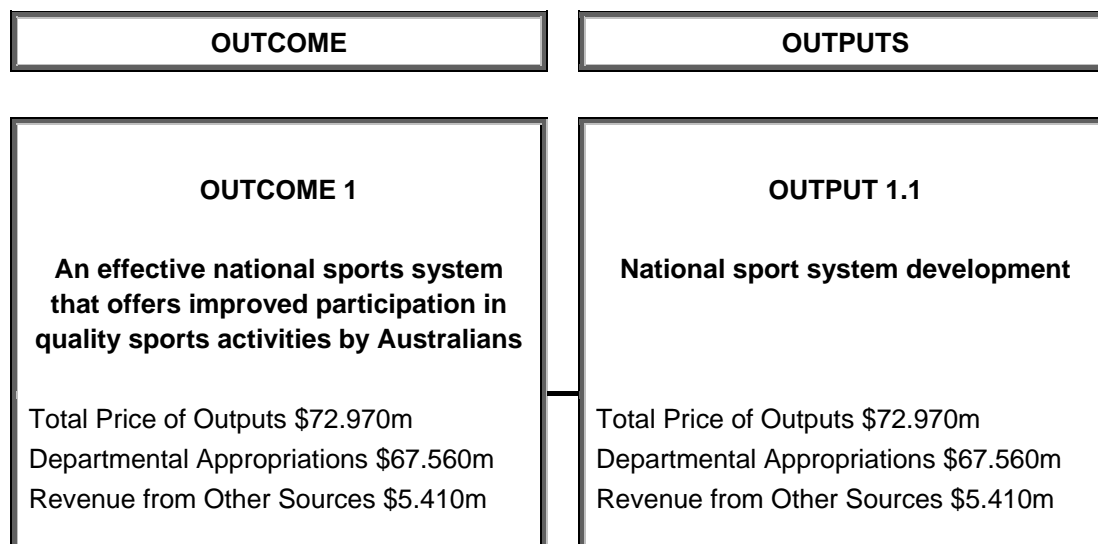 OUTCOME
OUTPUTS
OUTCOME 1
An effective national sports system
that offers improved participation in
quality sports activities by Australians
Total Price of Outputs $72.970m
Departmental Appropriations $67.560m
Revenue from Other Sources $5.410m
OUTPUT 1.1
National sport system development
Total Price of Outputs $72.970m
Departmental Appropriations $67.560m
Revenue from Other Sources $5.410m